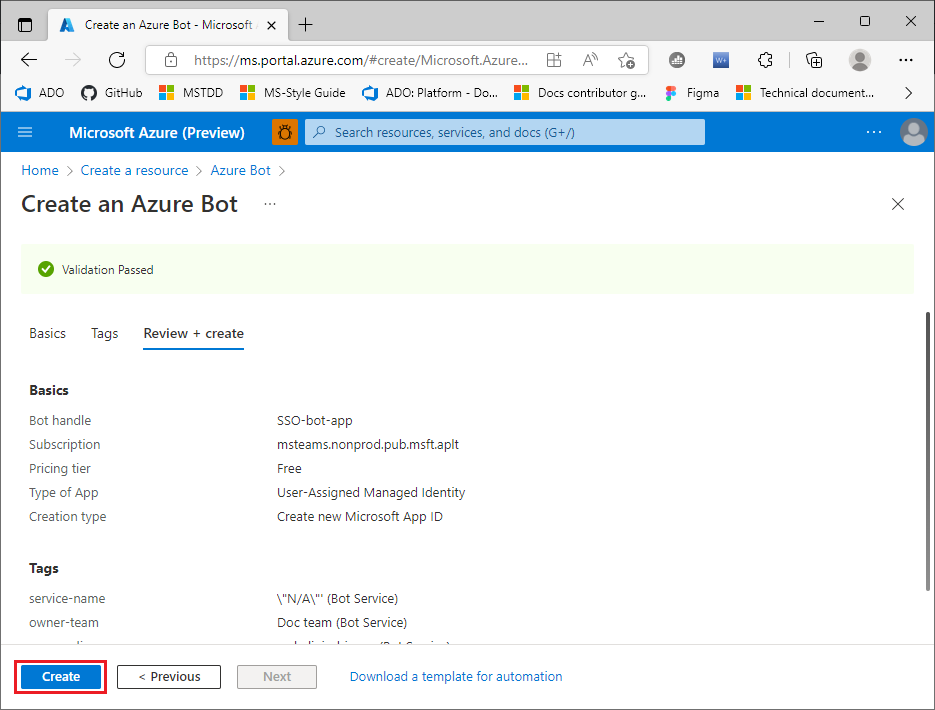 Create an Azure Bot - Microsoft
https://ms.portal.azure.com/#create/Microsoft.Azure...
ADO GitHub MSTDD MS-Style Guide ADO: Platform - Do... Docs contributor g... Figma Technical document...
Microsoft Azure (Preview) Search resources, services, and docs (G+/) ...
Home > Create a resource > Azure Bot >
Create an Azure Bot ...
Validation Passed
Basics Tags Review + create
Basics
Bot handle SSO-bot-app
Subscription msteams.nonprod.pub.msft.aplt
Pricing tier Free
Type of App User-Assigned Managed Identity
Creation type Create new Microsoft App ID
Tags
service-name \"N/A\"' (Bot Service)
owner-team Doc team (Bot Service)
Create < Previous Next Download a template for automation